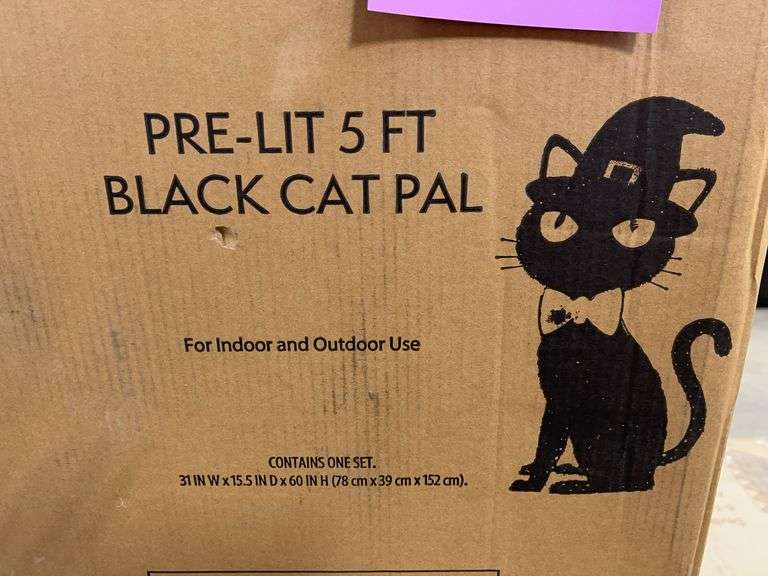 PRE-LIT 5 FT
BLACK CAT PAL
For Indoor and Outdoor Use
CONTAINS ONE SET.
31 IN W x 15.5 IN D x 60 IN H (78 cm x 39 cm x 152 cm).